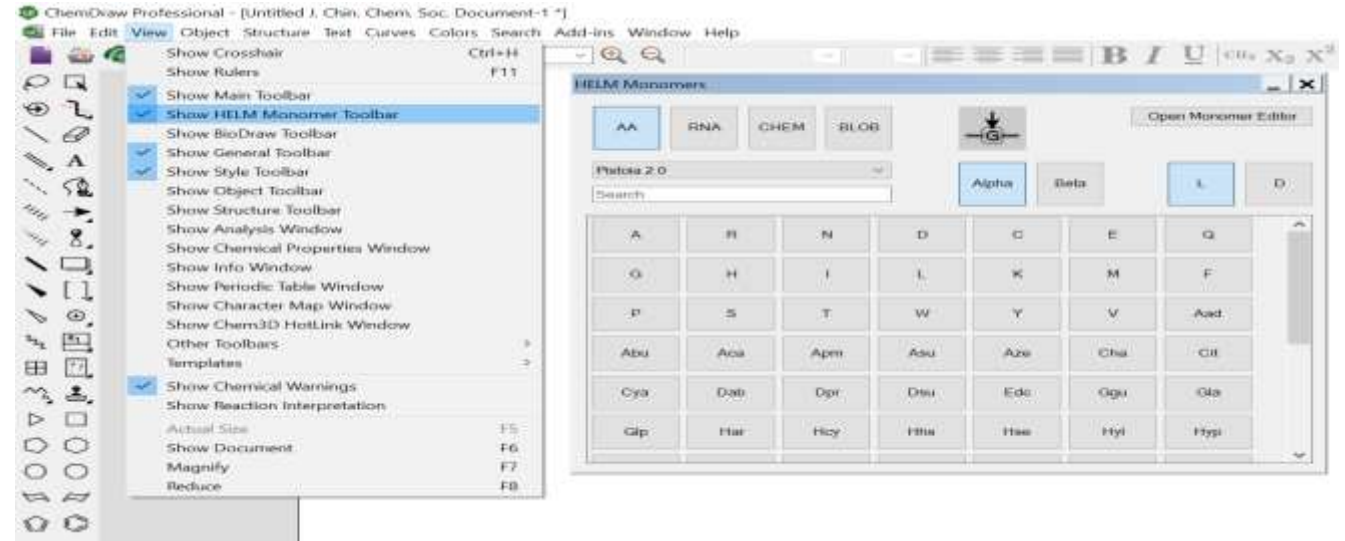 ChemDraw Professional - [Untitled J. Chin. Chem. Soc. Document-1 *]
File Edit View Object Structure Text Curves Colors Search Add-ins Window Help
Show Crosshair Ctrl+H
Show Rulers F11
Show Main Toolbar
Show HELM Monomer Toolbar
Show BioDraw Toolbar
Show General Toolbar
Show Style Toolbar
Show Object Toolbar
Show Structure Toolbar
Show Analysis Window
Show Chemical Properties Window
Show Info Window
Show Periodic Table Window
Show Character Map Window
Show Chem3D HotLink Window
Other Toolbars
Templates
Show Chemical Warnings
Show Reaction Interpretation
Actual Size F5
Show Document F6
Magnify F7
Reduce F8
B I U CH₂ X₂ X²
A
HELM Monomers
AA RNA CHEM BLOB G Open Monomer Editor
Pistoia 2.0
Search
Alpha Beta L D
A R N D C E Q
G H I L K M F
P S T W Y V Aad
Abu Aca Apm Asu Aze Cha Cit
Cya Dab Dpr Dsu Edc Ggu Gla
Glp Har Hcy Hhs Hse Hyl Hyp